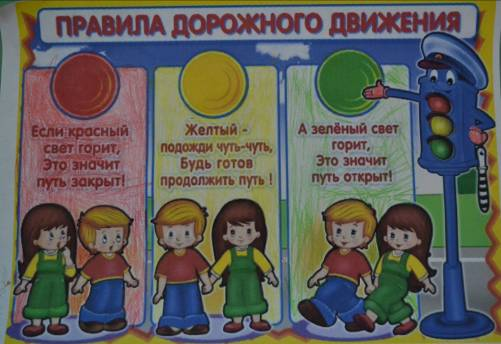 ПРАВИЛА ДОРОЖНОГО ДВИЖЕНИЯ
Если красный
свет горит,
Это значит
путь закрыт!
Желтый -
подожди чуть-чуть,
Будь готов
продолжить путь !
А зелёный свет
горит,
Это значит
путь открыт!